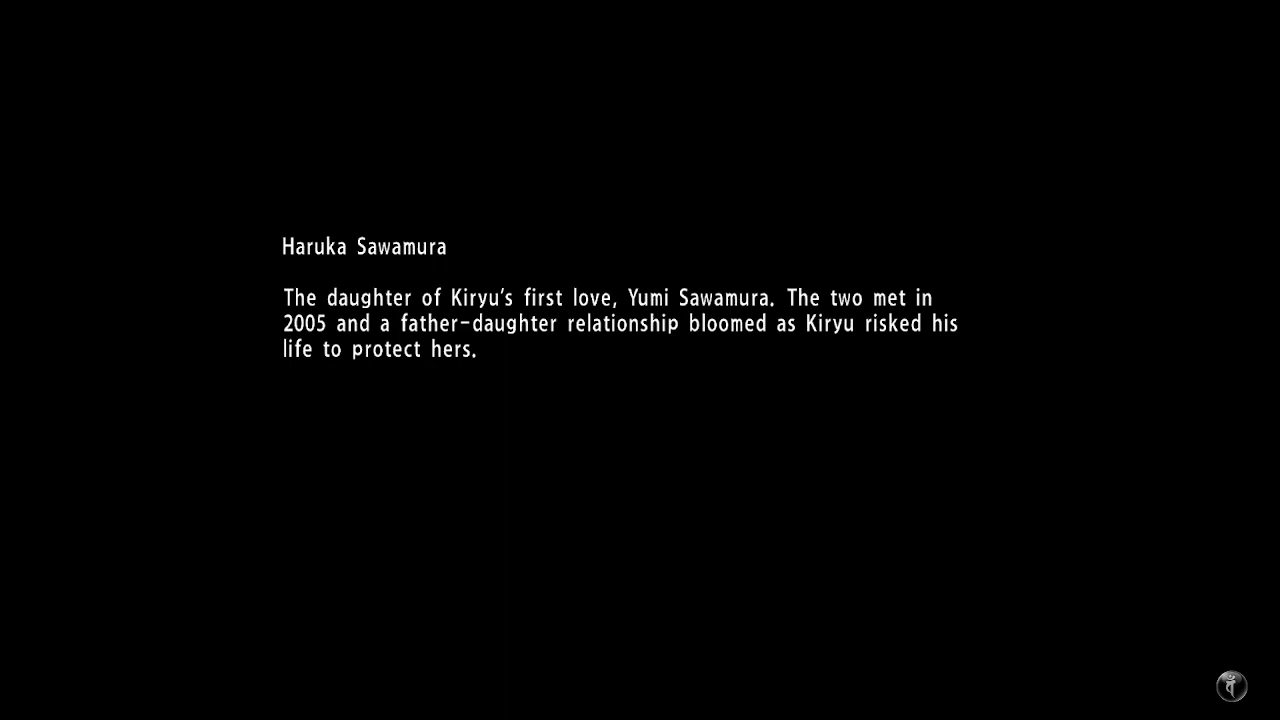 Haruka Sawamura
The daughter of Kiryu's first love, Yumi Sawamura. The two met in
2005 and a father-daughter relationship bloomed as Kiryu risked his
life to protect hers.